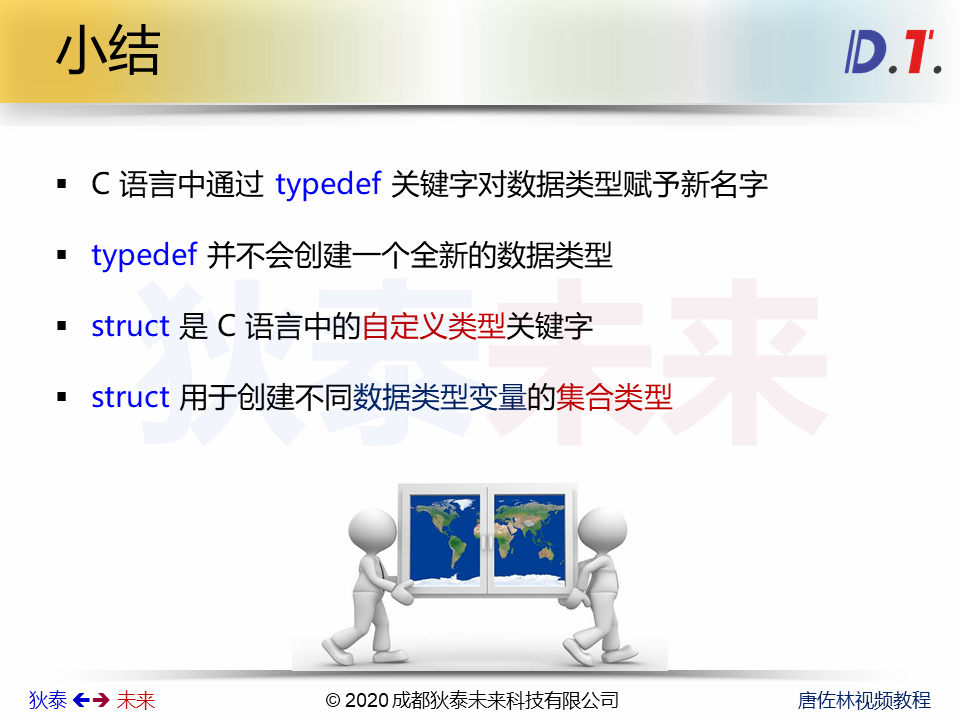 小结
D.T.
▪ C 语言中通过 typedef 关键字对数据类型赋予新名字
▪ typedef 并不会创建一个全新的数据类型
▪ struct 是 C 语言中的自定义类型关键字
▪ struct 用于创建不同数据类型变量的集合类型
狄泰未来
狄泰 ←→ 未来
© 2020 成都狄泰未来科技有限公司
唐佐林视频教程